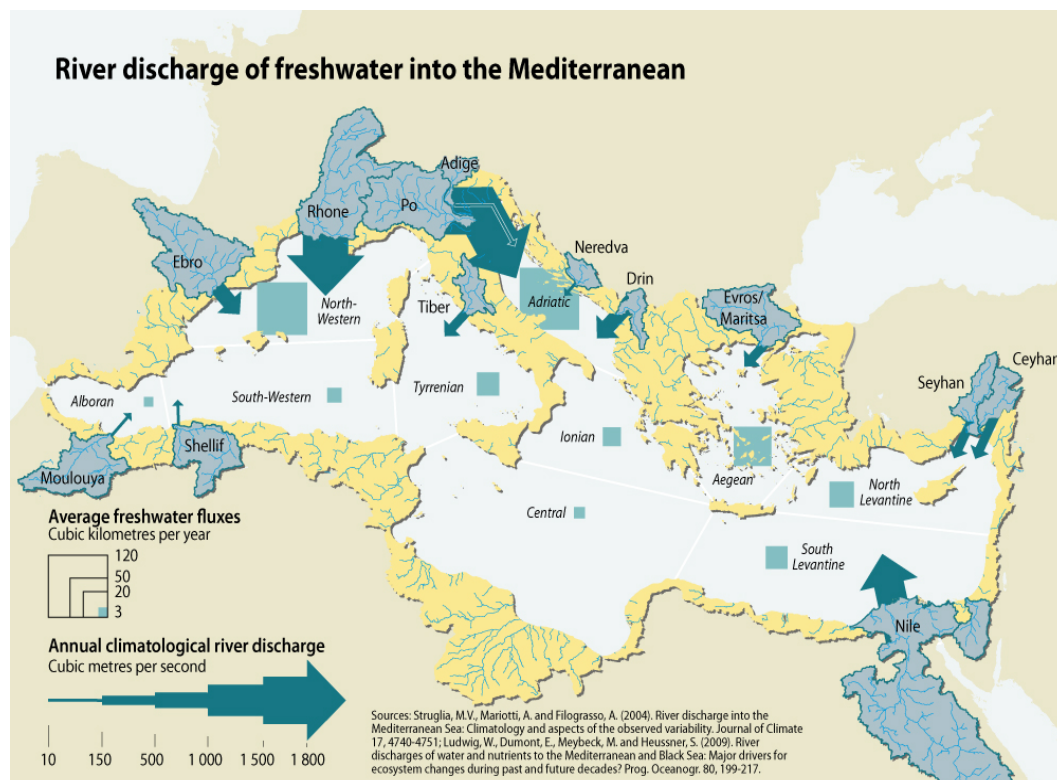 River discharge of freshwater into the Mediterranean
Adige
Rhone
Po
Ebro
Neredva
Drin
North-
Western
Tiber
Adriatic
Evros/
Maritsa
Ceyhan
Seyhan
Alboran
South-Western
Tyrrenian
Ionian
Shellif
Moulouya
Aegean
North
Levantine
Central
South
Levantine
Nile
Average freshwater fluxes
Cubic kilometres per year
120
50
20
3
Annual climatological river discharge
Cubic metres per second
10 150 500 1 000 1 500 1 800
Sources: Struglia, M.V., Mariotti, A. and Filograsso, A. (2004). River discharge into the
Mediterranean Sea: Climatology and aspects of the observed variability. Journal of Climate
17, 4740-4751; Ludwig, W., Dumont, E., Meybeck, M. and Heussner, S. (2009). River
discharges of water and nutrients to the Mediterranean and Black Sea: Major drivers for
ecosystem changes during past and future decades? Prog. Oceanogr. 80, 199-217.